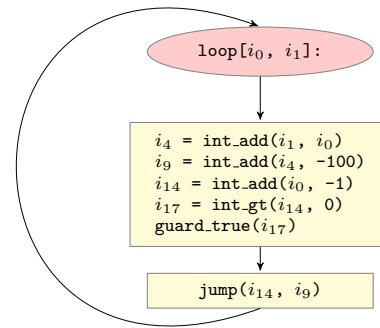 loop[i₀, i₁]:
i₄ = int_add(i₁, i₀)
i₉ = int_add(i₄, -100)
i₁₄ = int_add(i₀, -1)
i₁₇ = int_gt(i₁₄, 0)
guard_true(i₁₇)
jump(i₁₄, i₉)